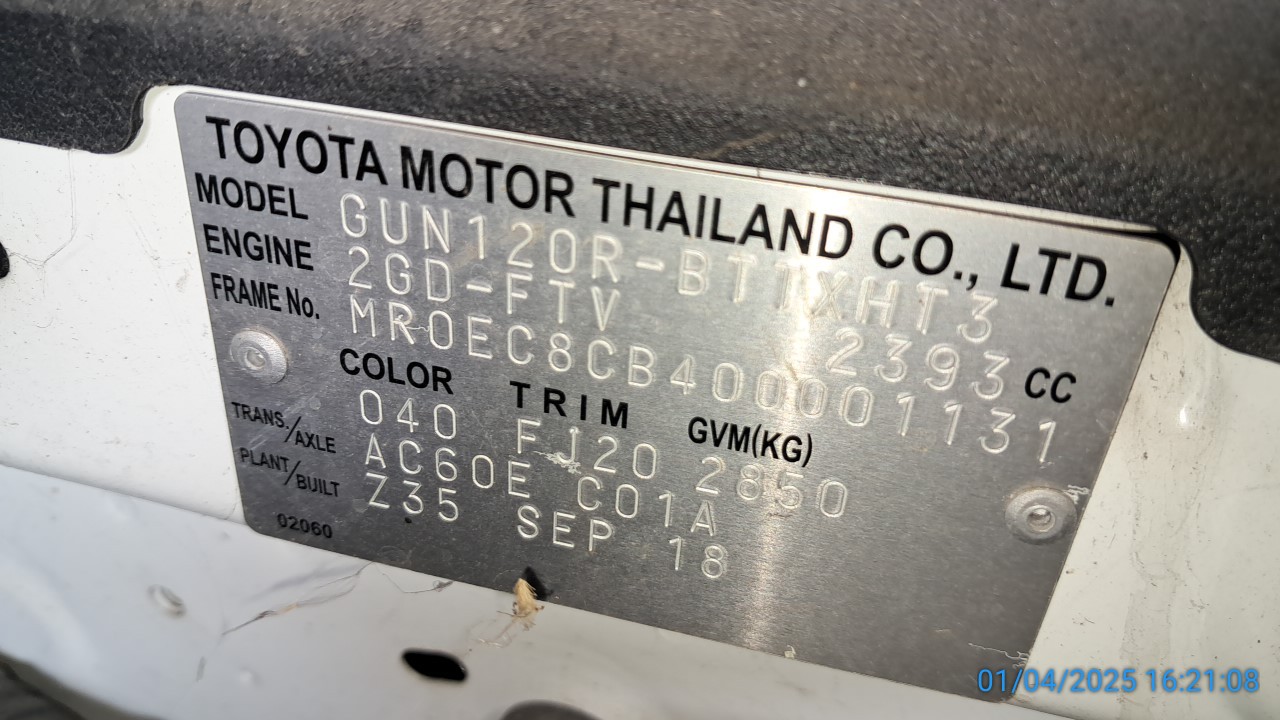 TOYOTA MOTOR THAILAND CO., LTD.
MODEL GUN120R-BTTXHT3
ENGINE 2GD-FTV 2393 CC
FRAME No. MR0EC8CB400001131
COLOR TRIM GVM(KG)
040 FJ20 2850
TRANS./AXLE AC60E C01A
PLANT/BUILT Z35 SEP 18
02060
01/04/2025 16:21:08